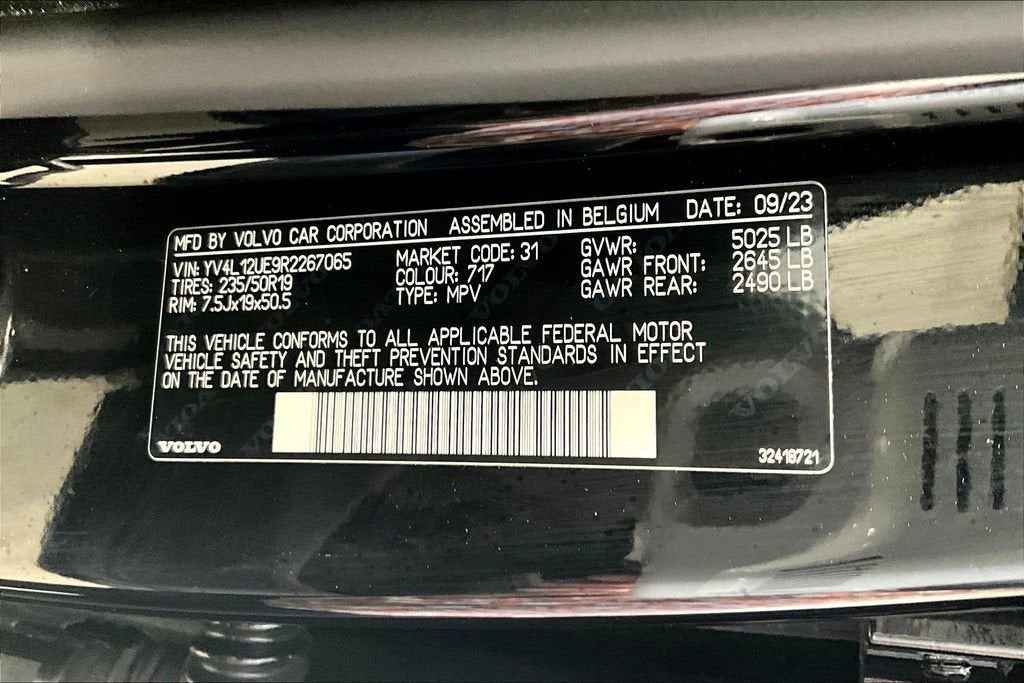 MFD BY VOLVO CAR CORPORATION ASSEMBLED IN BELGIUM DATE: 09/23
VIN: YV4L12UE9R2267065 MARKET CODE: 31 GVWR: 5025 LB
TIRES: 235/50R19 COLOUR: 717 GAWR FRONT: 2645 LB
RIM: 7.5Jx19x50.5 TYPE: MPV GAWR REAR: 2490 LB
THIS VEHICLE CONFORMS TO ALL APPLICABLE FEDERAL MOTOR
VEHICLE SAFETY AND THEFT PREVENTION STANDARDS IN EFFECT
ON THE DATE OF MANUFACTURE SHOWN ABOVE.
VOLVO 32418721